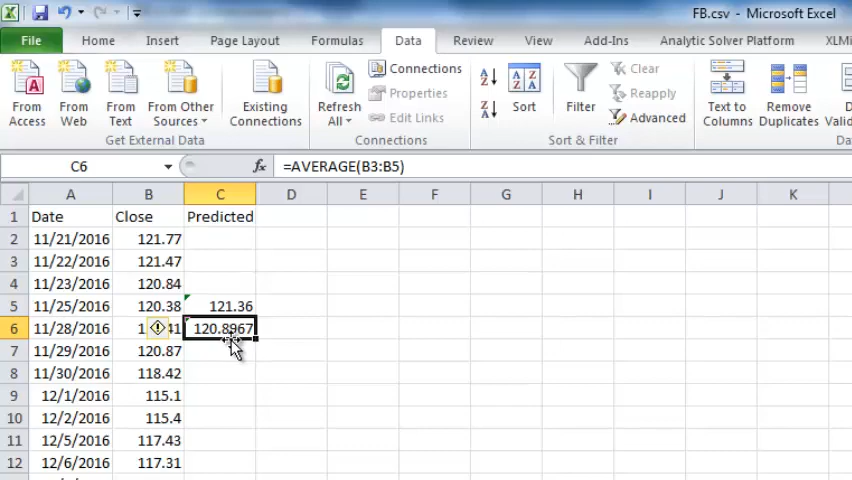 FB.csv - Microsoft Excel
File Home Insert Page Layout Formulas Data Review View Add-Ins Analytic Solver Platform XLMi
From Access
From Web
From Text
From Other Sources
Existing Connections
Get External Data
Refresh All
Connections
Properties
Edit Links
Connections
Sort
Filter
Clear
Reapply
Advanced
Sort & Filter
Text to Columns
Remove Duplicates
C6 fx =AVERAGE(B3:B5)
A B C D E F G H I J K
1 Date Close Predicted
2 11/21/2016 121.77
3 11/22/2016 121.47
4 11/23/2016 120.84
5 11/25/2016 120.38 121.36
6 11/28/2016 1 41 120.8967
7 11/29/2016 120.87
8 11/30/2016 118.42
9 12/1/2016 115.1
10 12/2/2016 115.4
11 12/5/2016 117.43
12 12/6/2016 117.31